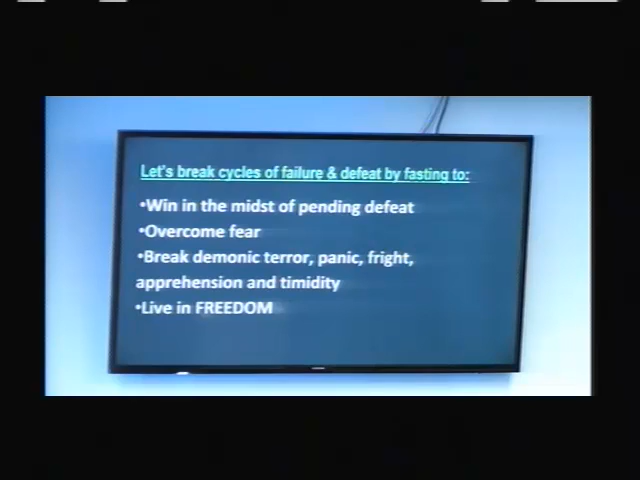 Let's break cycles of failure & defeat by fasting to:
•Win in the midst of pending defeat
•Overcome fear
•Break demonic terror, panic, fright,
apprehension and timidity
•Live in FREEDOM